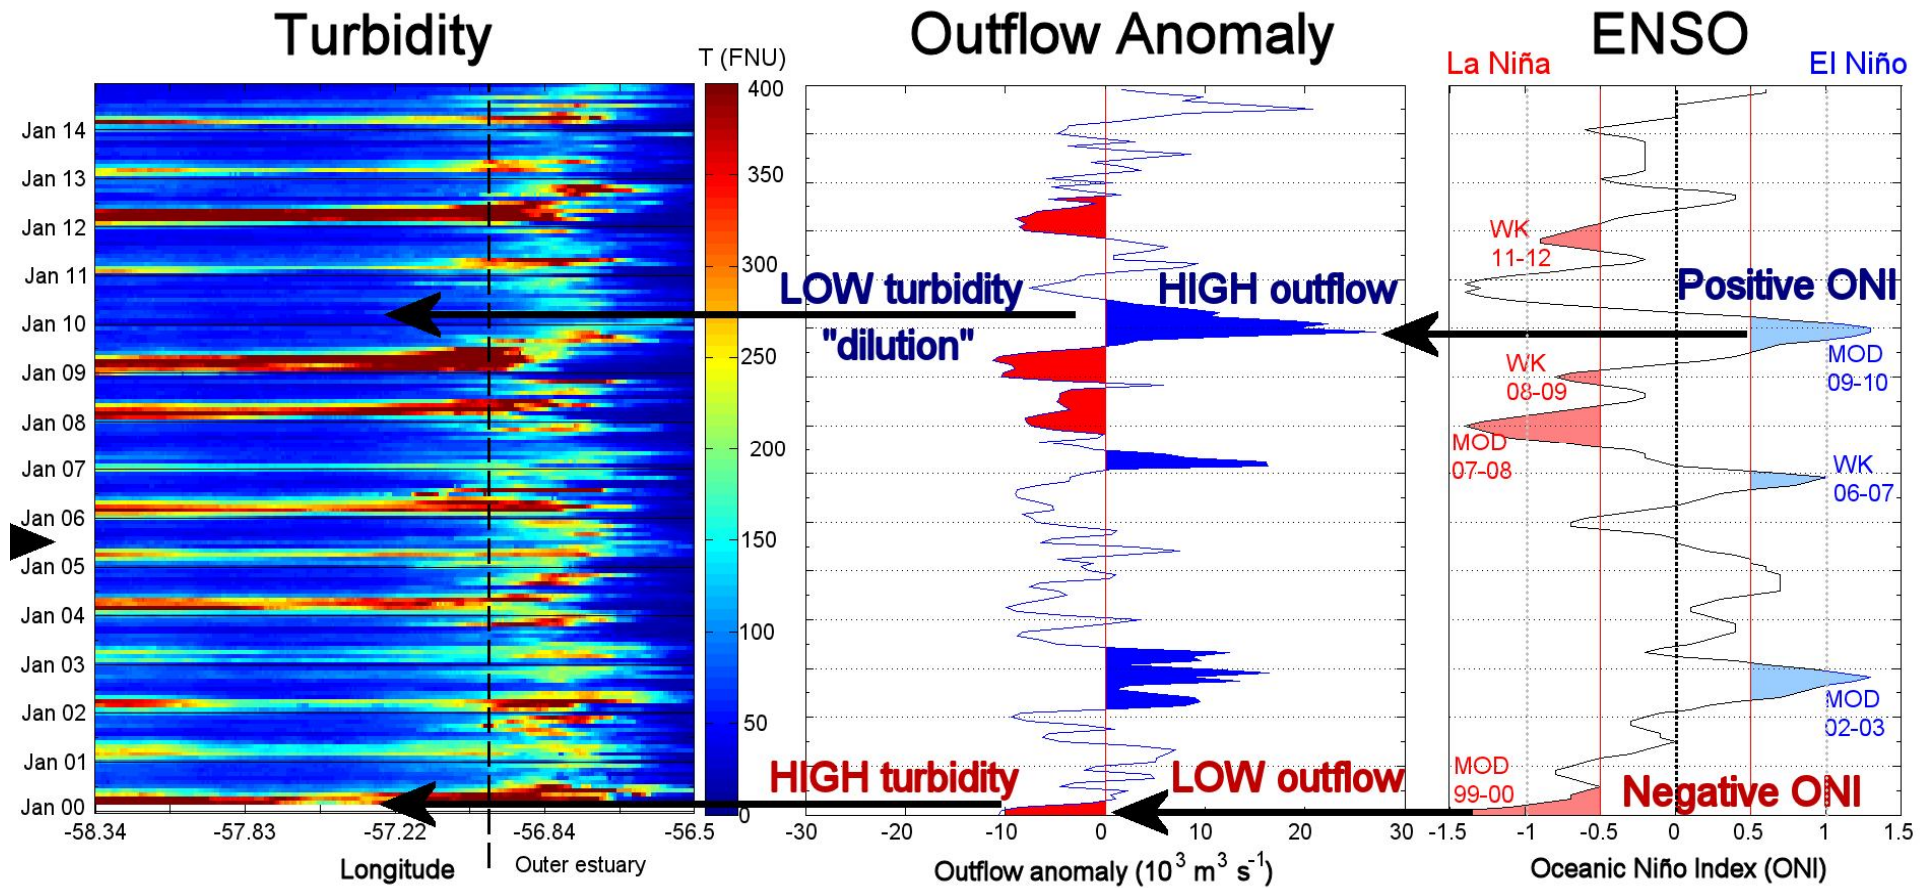 Turbidity
Outflow Anomaly
ENSO
T (FNU)
La Niña
El Niño
400
350
300
250
200
150
100
50
0
Jan 14
Jan 13
Jan 12
Jan 11
Jan 10
Jan 09
Jan 08
Jan 07
Jan 06
Jan 05
Jan 04
Jan 03
Jan 02
Jan 01
Jan 00
-58.34
-57.83
-57.22
-56.84
-56.5
Longitude
Outer estuary
LOW turbidity
"dilution"
HIGH outflow
HIGH turbidity
LOW outflow
-30
-20
-10
0
10
20
30
Outflow anomaly (10³ m³ s⁻¹)
WK
11-12
Positive ONI
MOD
09-10
WK
08-09
MOD
07-08
WK
06-07
MOD
02-03
MOD
99-00
Negative ONI
-1.5
-1
-0.5
0
0.5
1
1.5
Oceanic Niño Index (ONI)